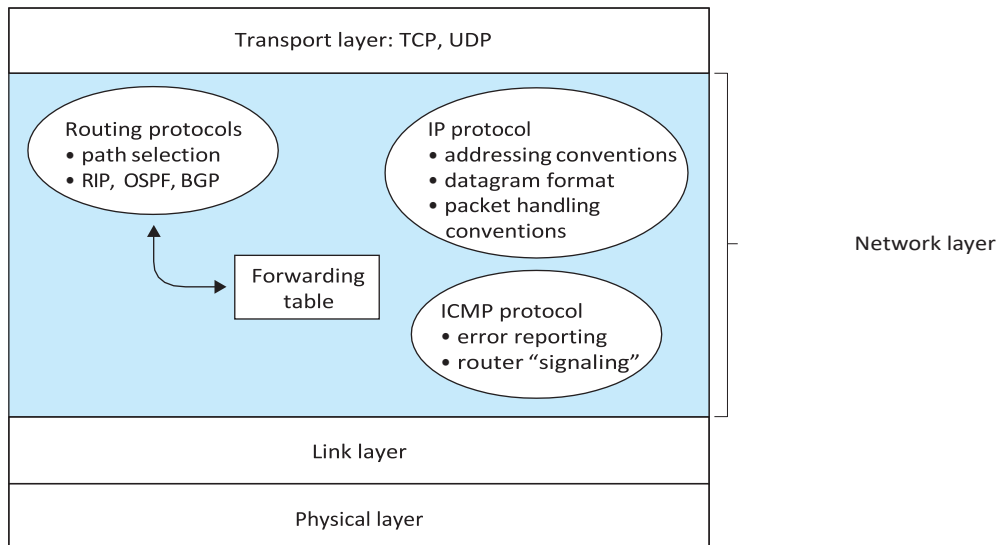 Transport layer: TCP, UDP
Routing protocols
• path selection
• RIP, OSPF, BGP
IP protocol
• addressing conventions
• datagram format
• packet handling
conventions
Network layer
Forwarding
table
ICMP protocol
• error reporting
• router “signaling”
Link layer
Physical layer